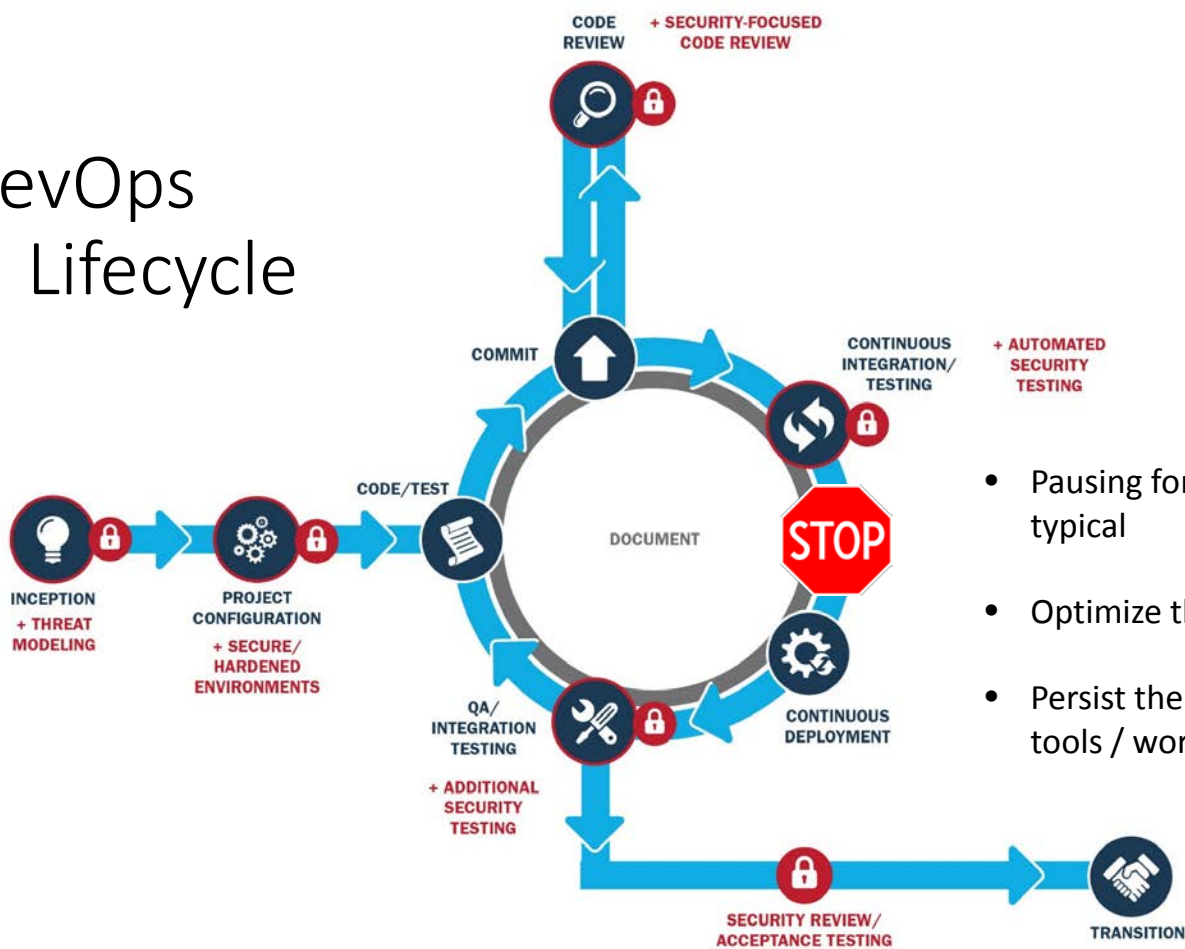 evOps
Lifecycle
CODE
REVIEW
+ SECURITY-FOCUSED
CODE REVIEW
COMMIT
CONTINUOUS
INTEGRATION/
TESTING
+ AUTOMATED
SECURITY
TESTING
CODE/TEST
DOCUMENT
STOP
INCEPTION
+ THREAT
MODELING
PROJECT
CONFIGURATION
+ SECURE/
HARDENED
ENVIRONMENTS
QA/
INTEGRATION
TESTING
+ ADDITIONAL
SECURITY
TESTING
CONTINUOUS
DEPLOYMENT
SECURITY REVIEW/
ACCEPTANCE TESTING
TRANSITION
• Pausing for
typical
• Optimize
• Persist the
tools /